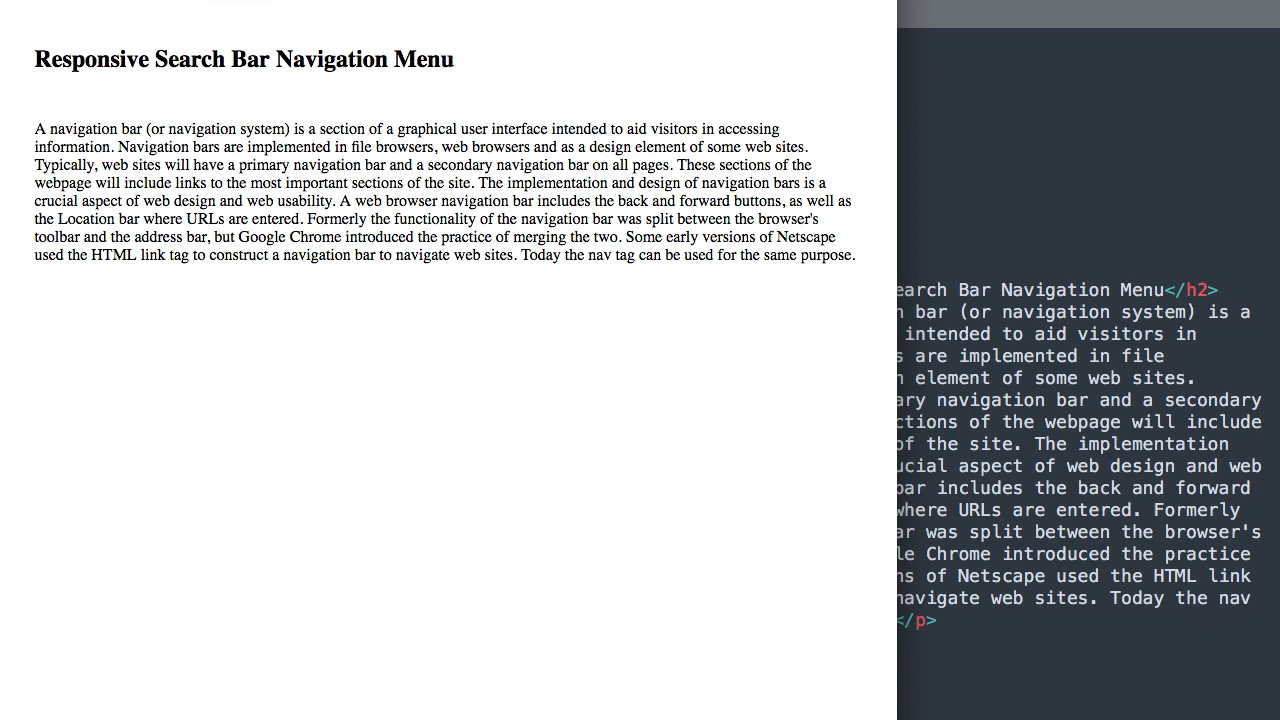 Responsive Search Bar Navigation Menu
A navigation bar (or navigation system) is a section of a graphical user interface intended to aid visitors in accessing
information. Navigation bars are implemented in file browsers, web browsers and as a design element of some web sites.
Typically, web sites will have a primary navigation bar and a secondary navigation bar on all pages. These sections of the
webpage will include links to the most important sections of the site. The implementation and design of navigation bars is a
crucial aspect of web design and web usability. A web browser navigation bar includes the back and forward buttons, as well as
the Location bar where URLs are entered. Formerly the functionality of the navigation bar was split between the browser's
toolbar and the address bar, but Google Chrome introduced the practice of merging the two. Some early versions of Netscape
used the HTML link tag to construct a navigation bar to navigate web sites. Today the nav tag can be used for the same purpose.
earch Bar Navigation Menu</h2>
n bar (or navigation system) is a
intended to aid visitors in
s are implemented in file
n element of some web sites.
ary navigation bar and a secondary
ctions of the webpage will include
of the site. The implementation
ucial aspect of web design and web
bar includes the back and forward
where URLs are entered. Formerly
ar was split between the browser's
le Chrome introduced the practice
ns of Netscape used the HTML link
navigate web sites. Today the nav
</p>